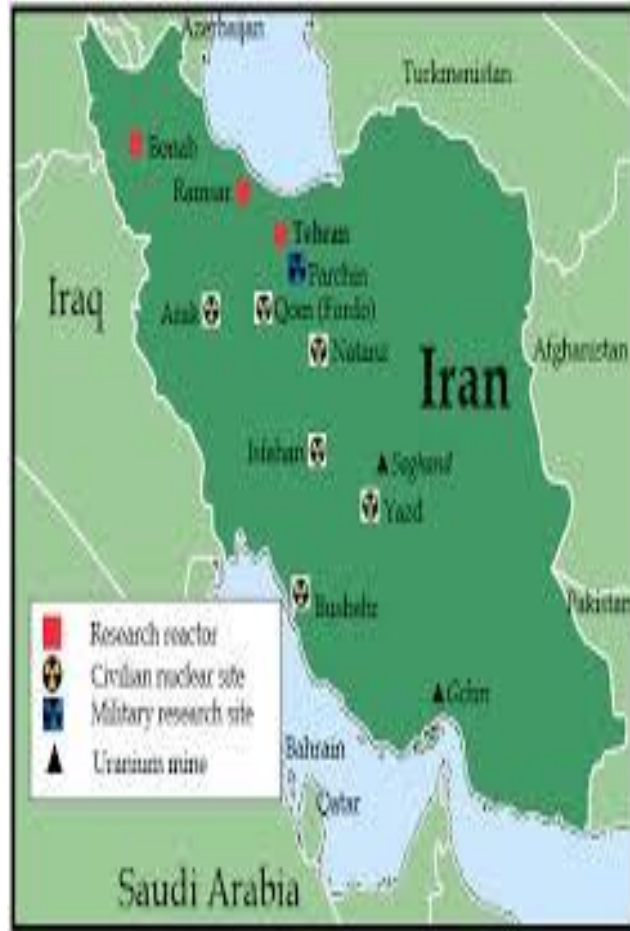 Azerbaijan
Turkmenistan
Bonab
Ramsar
Tehran
Parchin
Iraq
Arak
Qom (Fordo)
Natanz
Afghanistan
Iran
Isfahan
Saghand
Yazd
Bushehr
Pakistan
Research reactor
Civilian nuclear site
Military research site
Uranium mine
Gchin
Bahrain
Qatar
Saudi Arabia